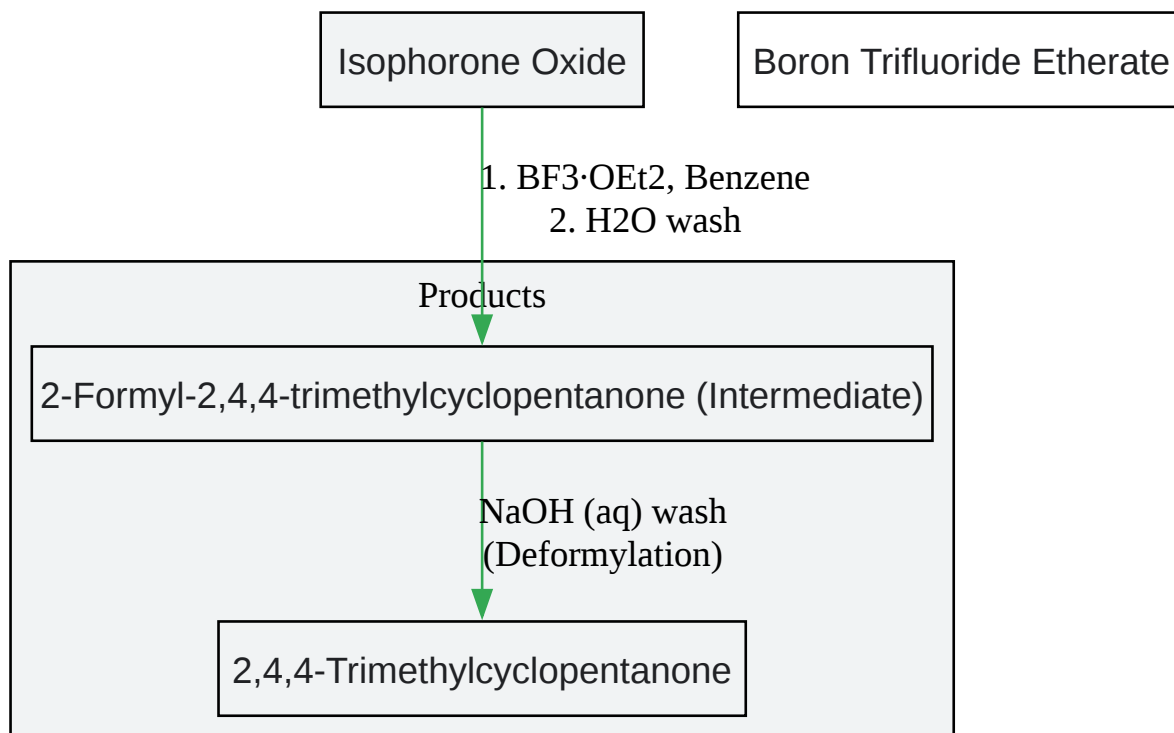 Isophorone Oxide
Boron Trifluoride Etherate
1. BF3·OEt2, Benzene
2. H2O wash
Products
2-Formyl-2,4,4-trimethylcyclopentanone (Intermediate)
NaOH (aq) wash
(Deformylation)
2,4,4-Trimethylcyclopentanone